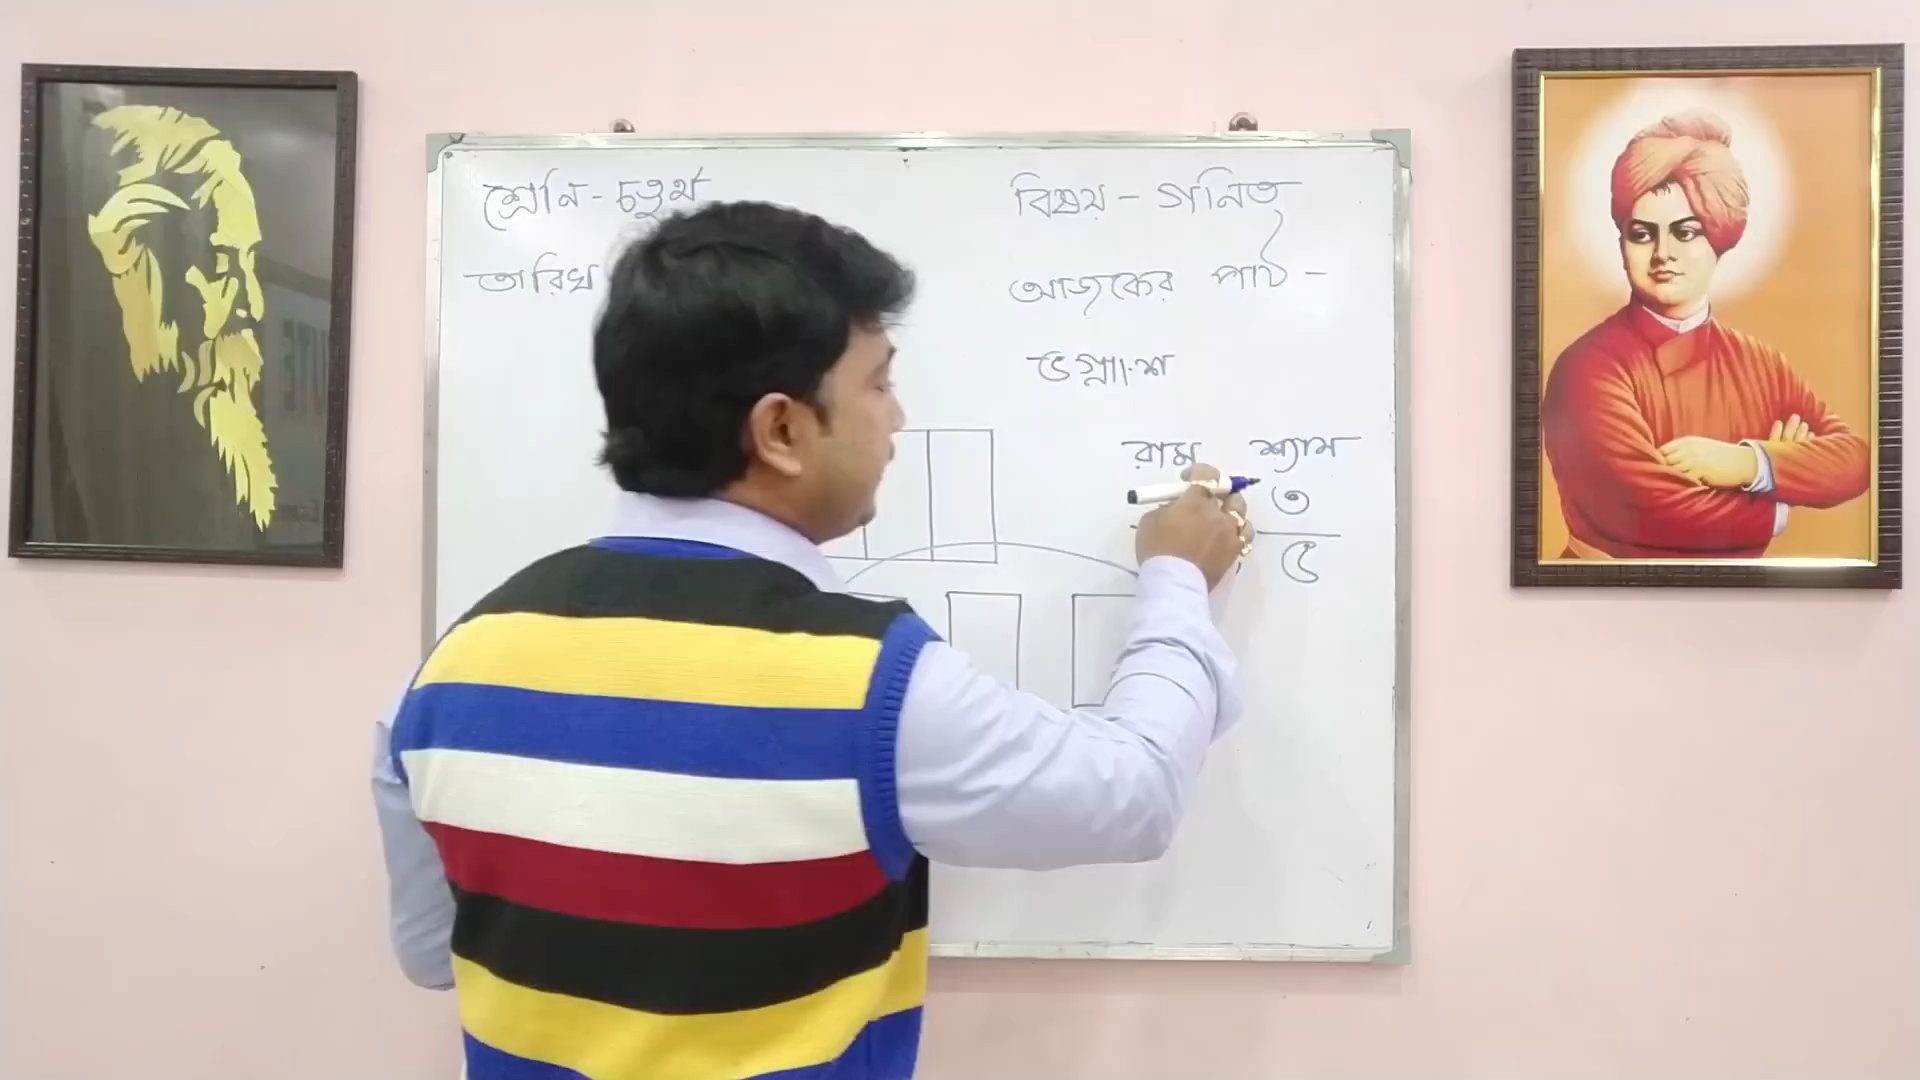 শ্রেনি - চতুর্থ
বিষয় - গনিত
তারিখ
আজকের পাঠ -
ভগ্নাংশ
রাম শ্যাম
৩
৫